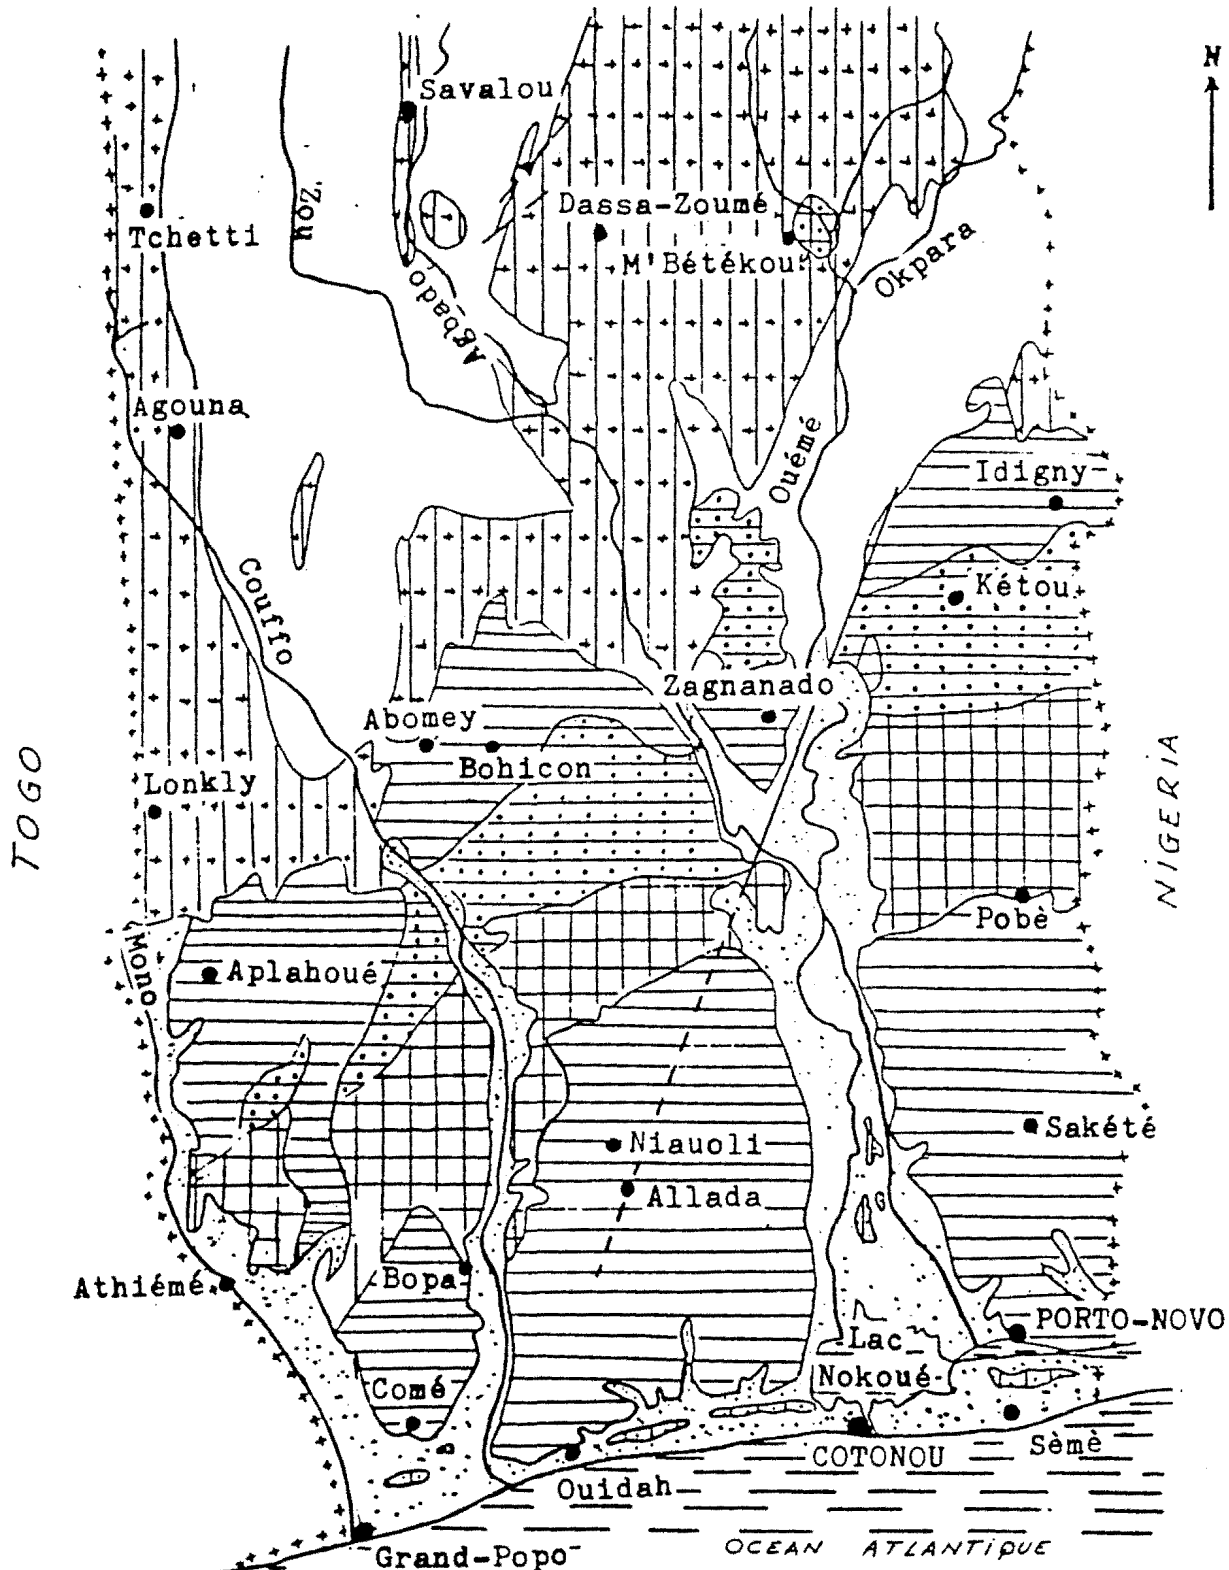 N
Savalou
Zou
Dassa-Zoumé
Tchetti
M'Bétékou
Okpara
Agbado
Agouna
Ouémé
Idigny
Couffo
Kétou
Zagnanado
Abomey
Bohicon
TOGO
Lonkly
NIGERIA
Pobè
Mono
Aplahoué
Niauoli
Sakété
Allada
Athiémé
Bopa
PORTO-NOVO
Lac
Nokoué
Comé
Sèmè
COTONOU
Ouidah
Grand-Popo
OCEAN ATLANTIQUE